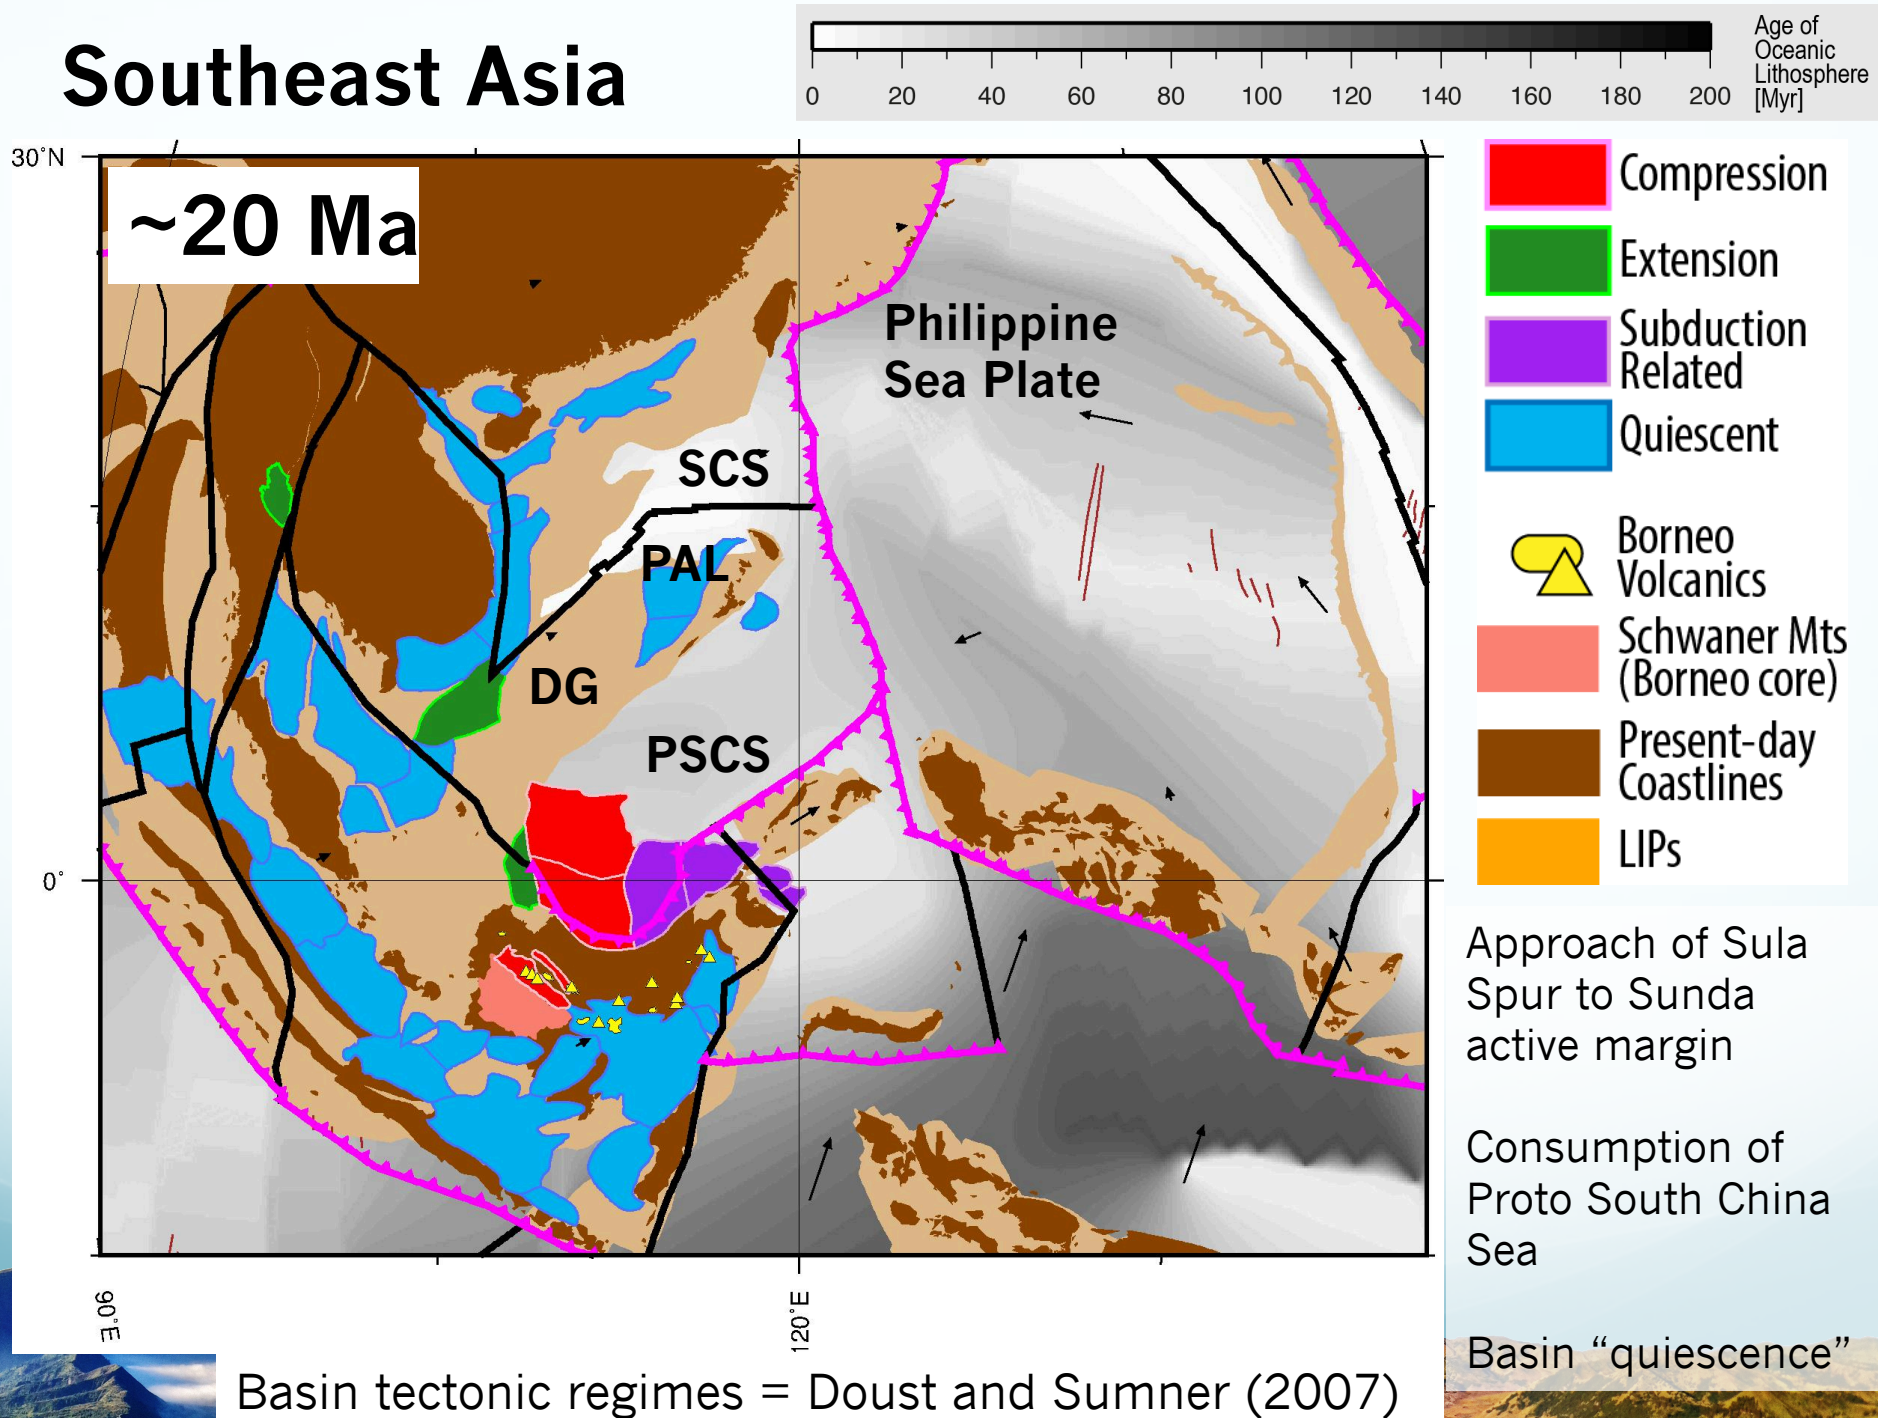 Southeast Asia
Age of
Oceanic
Lithosphere
[Myr]
0 20 40 60 80 100 120 140 160 180 200
30°N
~20 Ma
Philippine
Sea Plate
SCS
PAL
DG
PSCS
0°
90°E
120°E
Compression
Extension
Subduction
Related
Quiescent
Borneo
Volcanics
Schwaner Mts
(Borneo core)
Present-day
Coastlines
LIPs
Approach of Sula
Spur to Sunda
active margin
Consumption of
Proto South China
Sea
Basin “quiescence”
Basin tectonic regimes = Doust and Sumner (2007)